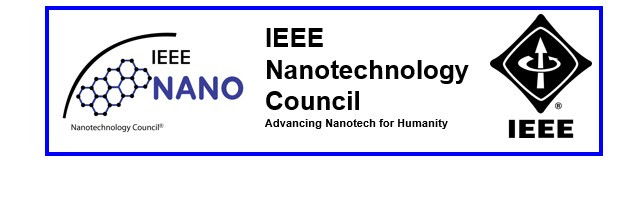 IEEE
NANO
Nanotechnology Council®
IEEE
Nanotechnology
Council
Advancing Nanotech for Humanity
®
IEEE